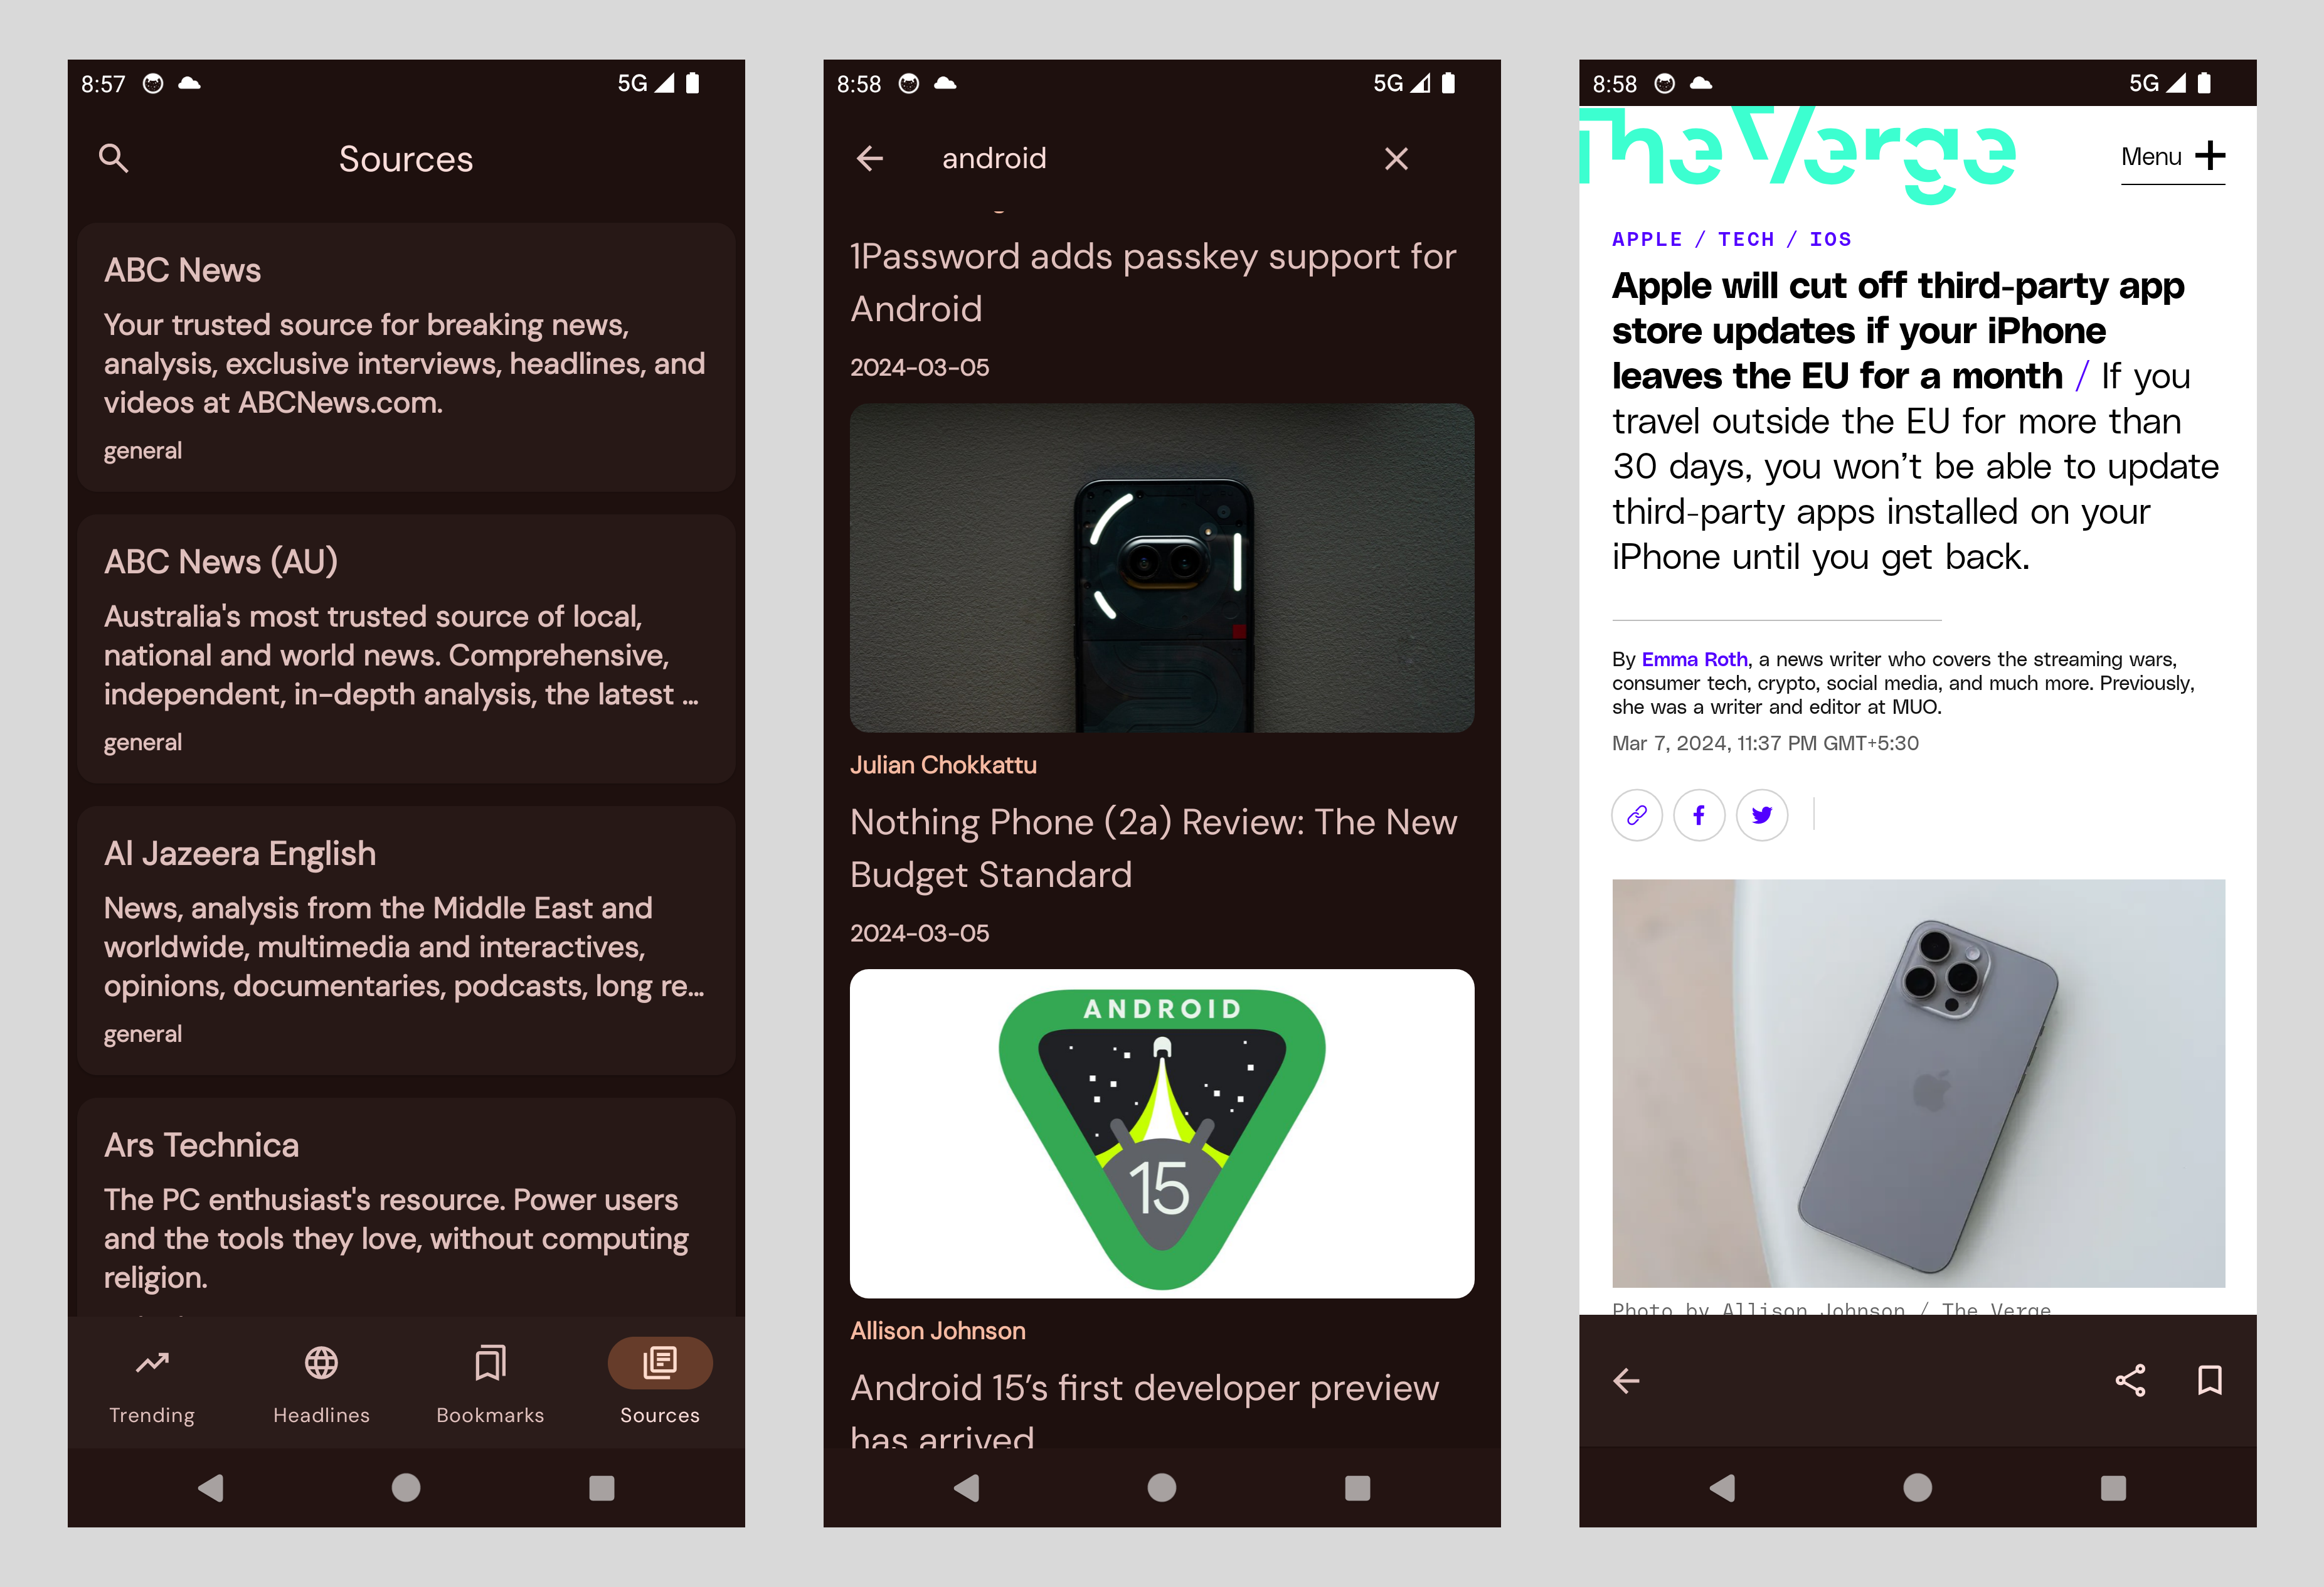 8:57
5G
Sources
ABC News
Your trusted source for breaking news,
analysis, exclusive interviews, headlines, and
videos at ABCNews.com.
general
ABC News (AU)
Australia's most trusted source of local,
national and world news. Comprehensive,
independent, in-depth analysis, the latest ...
general
Al Jazeera English
News, analysis from the Middle East and
worldwide, multimedia and interactives,
opinions, documentaries, podcasts, long re...
general
Ars Technica
The PC enthusiast's resource. Power users
and the tools they love, without computing
religion.
Trending
Headlines
Bookmarks
Sources
8:58
5G
android
1Password adds passkey support for
Android
2024-03-05
Julian Chokkattu
Nothing Phone (2a) Review: The New
Budget Standard
2024-03-05
ANDROID
15
Allison Johnson
Android 15’s first developer preview
has arrived
8:58
5G
The Verge
Menu
APPLE / TECH / IOS
Apple will cut off third-party app
store updates if your iPhone
leaves the EU for a month / If you
travel outside the EU for more than
30 days, you won’t be able to update
third-party apps installed on your
iPhone until you get back.
By Emma Roth, a news writer who covers the streaming wars,
consumer tech, crypto, social media, and much more. Previously,
she was a writer and editor at MUO.
Mar 7, 2024, 11:37 PM GMT+5:30
Photo by Allison Johnson / The Verge